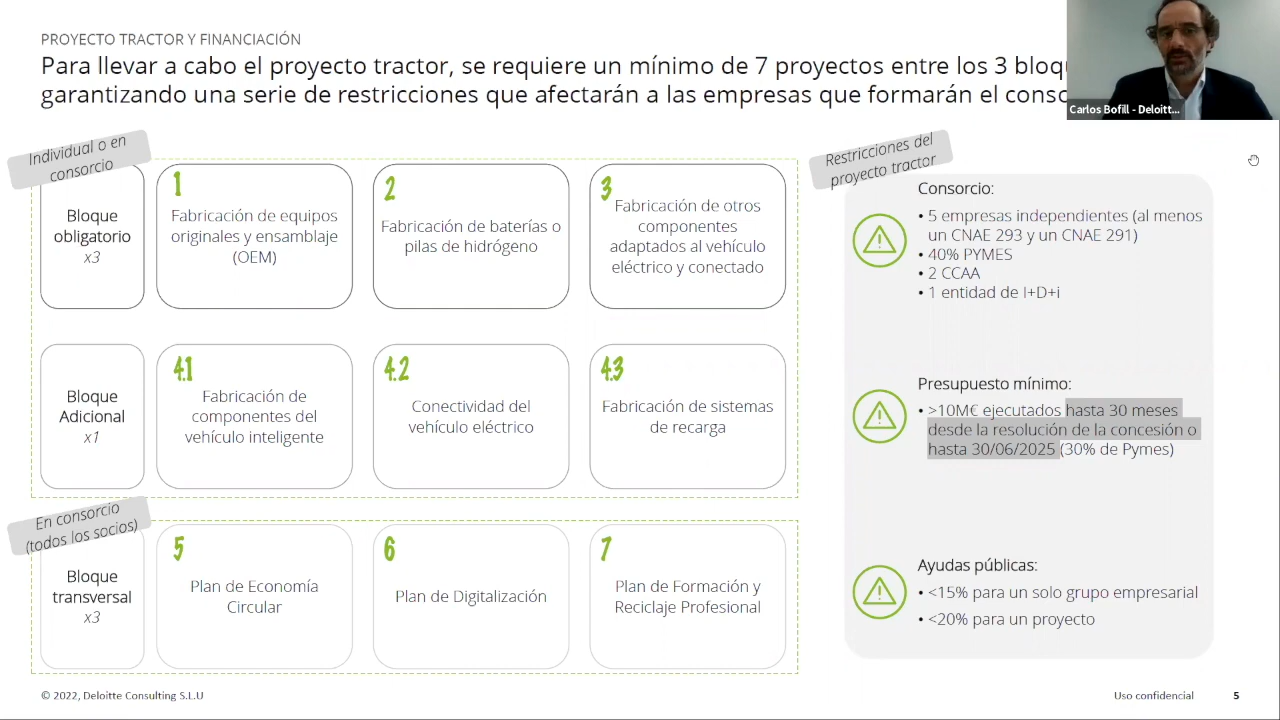 PROYECTO TRACTOR Y FINANCIACIÓN
Para llevar a cabo el proyecto tractor, se requiere un mínimo de 7 proyectos entre los 3
garantizando una serie de restricciones que afectarán a las empresas que formarán el
Carlos Bofill - Deloitt...
Individual o en
consorcio
Bloque
obligatorio
x3
1
Fabricación de equipos
originales y ensamblaje
(OEM)
2
Fabricación de baterías o
pilas de hidrógeno
3
Fabricación de otros
componentes
adaptados al vehículo
eléctrico y conectado
Bloque
Adicional
x1
4.1
Fabricación de
componentes del
vehículo inteligente
4.2
Conectividad del
vehículo eléctrico
4.3
Fabricación de sistemas
de recarga
En consorcio
(todos los socios)
Bloque
transversal
x3
5
Plan de Economía
Circular
6
Plan de Digitalización
7
Plan de Formación y
Reciclaje Profesional
Restricciones del
proyecto tractor
Consorcio:
• 5 empresas independientes (al menos
un CNAE 293 y un CNAE 291)
• 40% PYMES
• 2 CCAA
• 1 entidad de I+D+i
Presupuesto mínimo:
• >10M€ ejecutados hasta 30 meses
desde la resolución de la concesión o
hasta 30/06/2025 (30% de Pymes)
Ayudas públicas:
• <15% para un solo grupo empresarial
• <20% para un proyecto
© 2022, Deloitte Consulting S.L.U
Uso confidencial
5